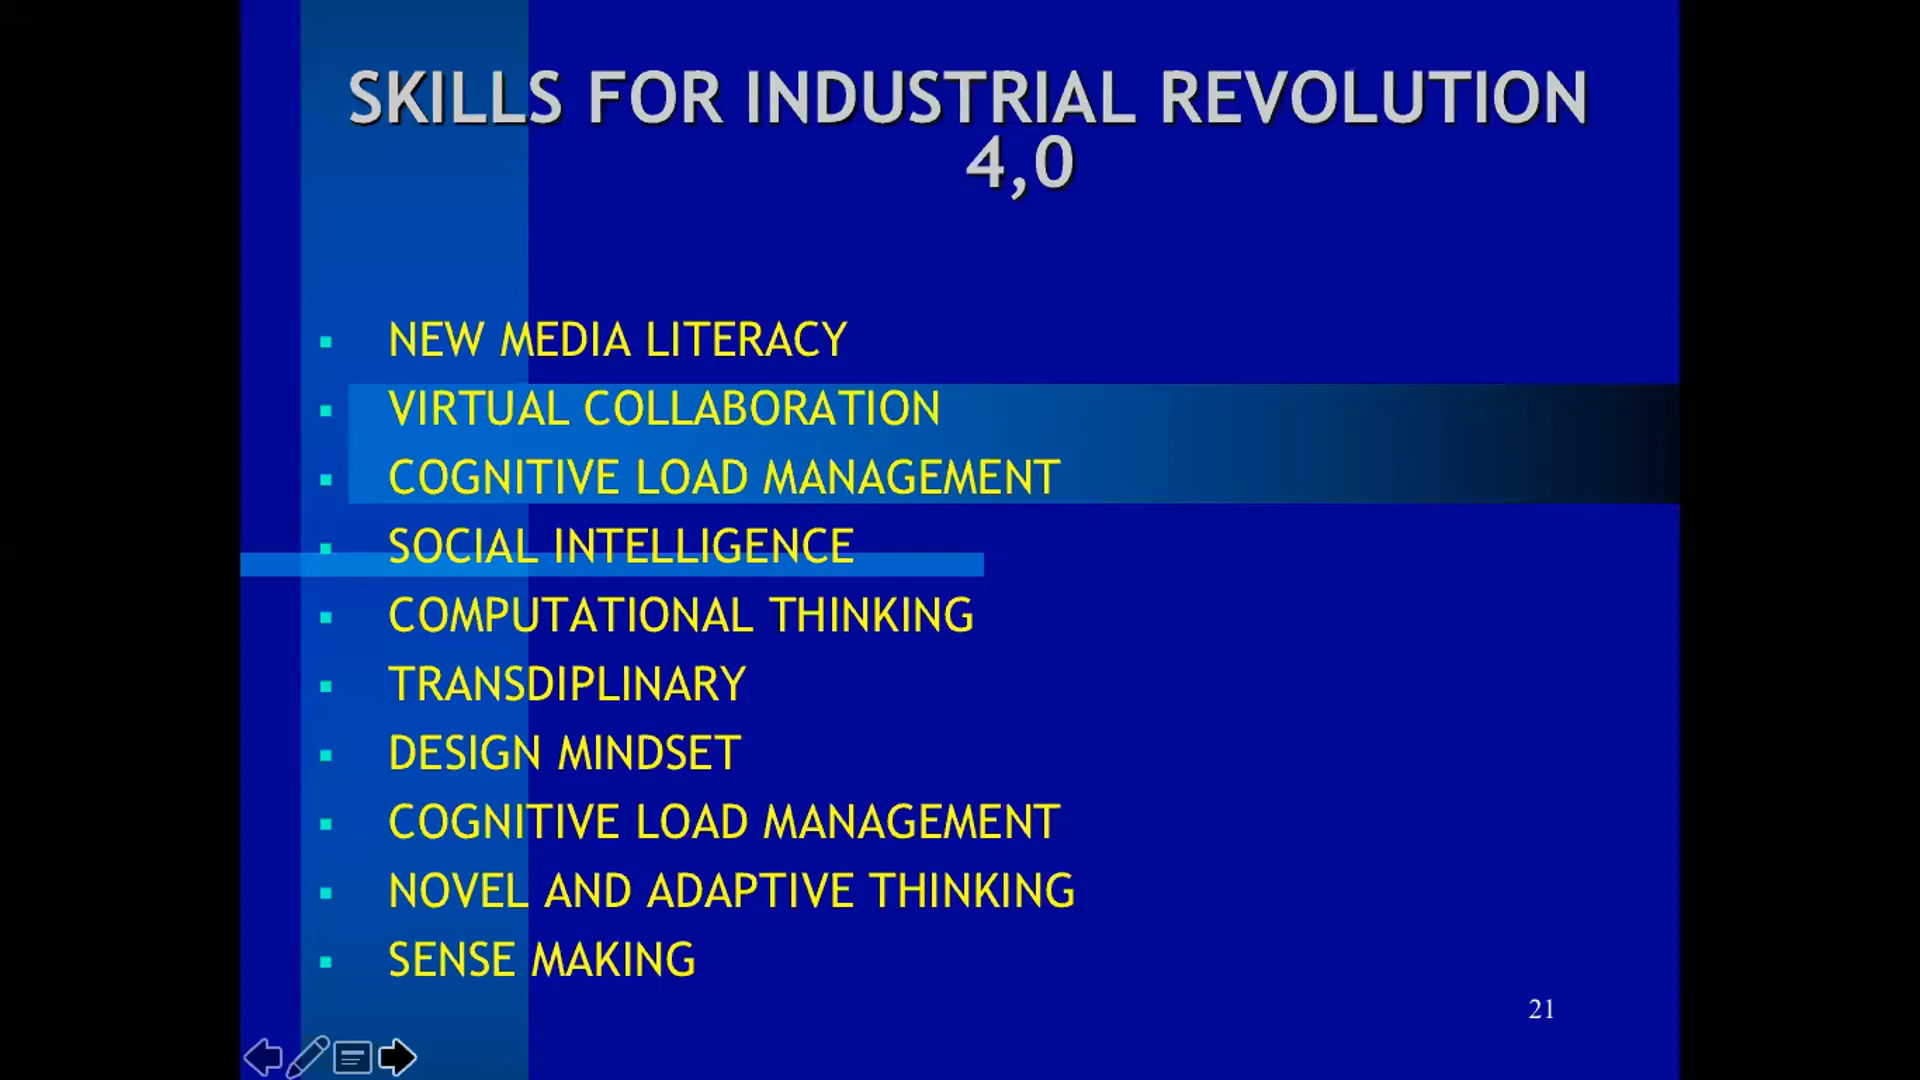 SKILLS FOR INDUSTRIAL REVOLUTION
4,0
NEW MEDIA LITERACY
VIRTUAL COLLABORATION
COGNITIVE LOAD MANAGEMENT
SOCIAL INTELLIGENCE
COMPUTATIONAL THINKING
TRANSDIPLINARY
DESIGN MINDSET
COGNITIVE LOAD MANAGEMENT
NOVEL AND ADAPTIVE THINKING
SENSE MAKING
21